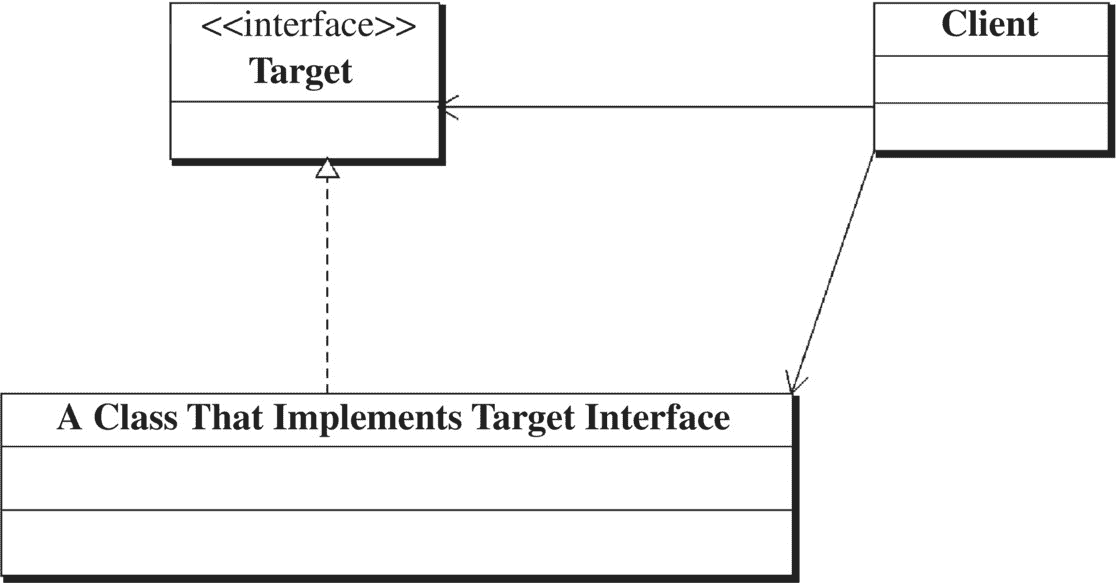 <<interface>>
Target
Client
A Class That Implements Target Interface